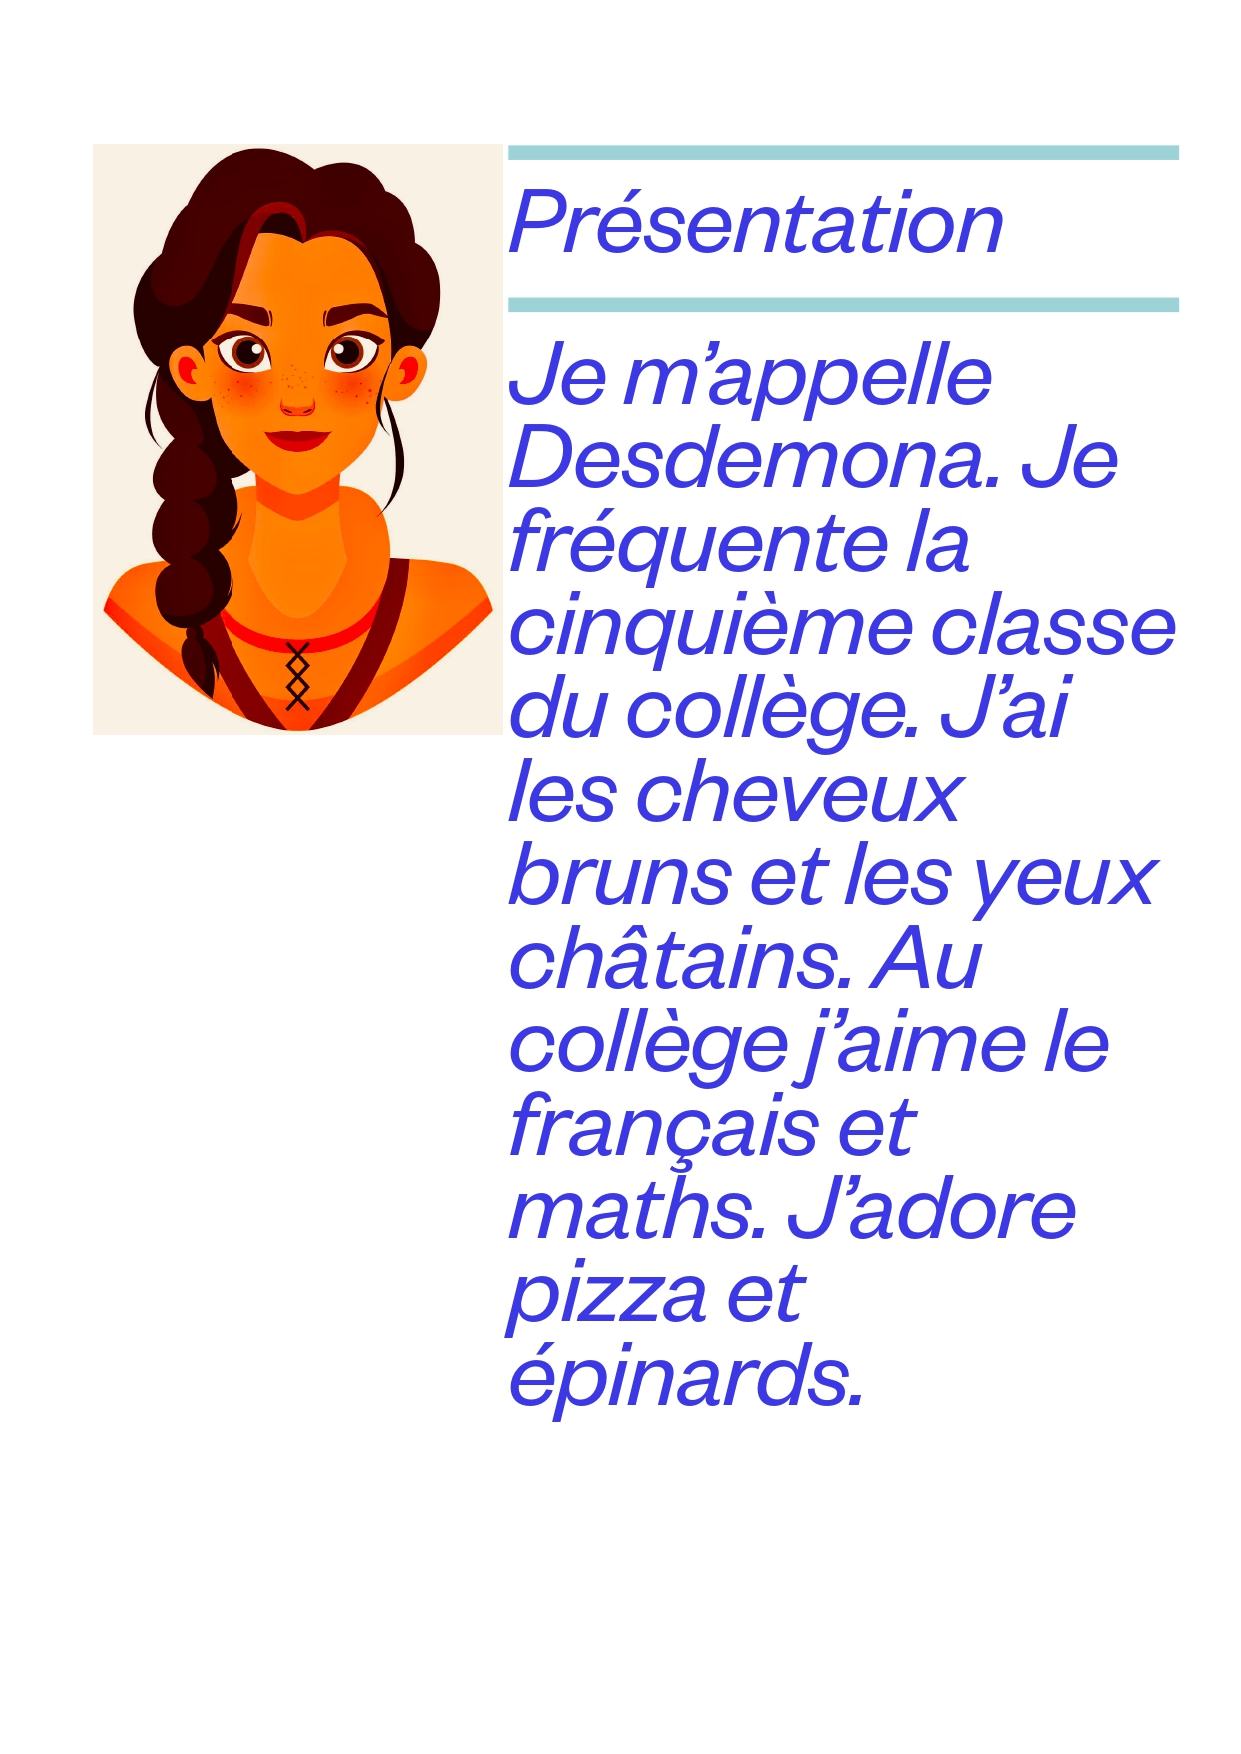 Présentation
Je m’appelle
Desdemona. Je
fréquente la
cinquième classe
du collège. J’ai
les cheveux
bruns et les yeux
châtains. Au
collège j’aime le
français et
maths. J’adore
pizza et
épinards.